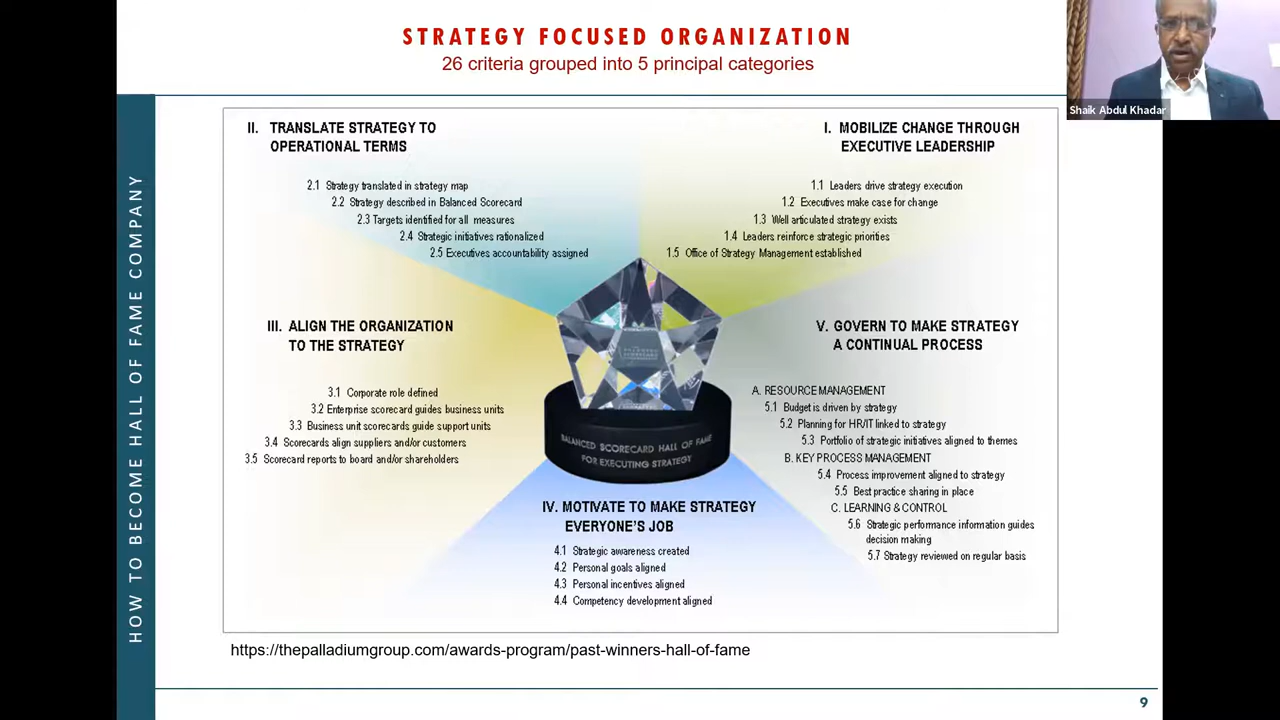 STRATEGY FOCUSED ORGANIZATION
26 criteria grouped into 5 principal categories
Shaik Abdul Khadar
HOW TO BECOME HALL OF FAME COMPANY
II. TRANSLATE STRATEGY TO
OPERATIONAL TERMS
2.1 Strategy translated in strategy map
2.2 Strategy described in Balanced Scorecard
2.3 Targets identified for all measures
2.4 Strategic initiatives rationalized
2.5 Executives accountability assigned
I. MOBILIZE CHANGE THROUGH
EXECUTIVE LEADERSHIP
1.1 Leaders drive strategy execution
1.2 Executives make case for change
1.3 Well articulated strategy exists
1.4 Leaders reinforce strategic priorities
1.5 Office of Strategy Management established
III. ALIGN THE ORGANIZATION
TO THE STRATEGY
3.1 Corporate role defined
3.2 Enterprise scorecard guides business units
3.3 Business unit scorecards guide support units
3.4 Scorecards align suppliers and/or customers
3.5 Scorecard reports to board and/or shareholders
V. GOVERN TO MAKE STRATEGY
A CONTINUAL PROCESS
A. RESOURCE MANAGEMENT
5.1 Budget is driven by strategy
5.2 Planning for HR/IT linked to strategy
5.3 Portfolio of strategic initiatives aligned to themes
B. KEY PROCESS MANAGEMENT
5.4 Process improvement aligned to strategy
5.5 Best practice sharing in place
C. LEARNING & CONTROL
5.6 Strategic performance information guides
decision making
5.7 Strategy reviewed on regular basis
BALANCED SCORECARD HALL OF FAME
FOR EXECUTING STRATEGY
IV. MOTIVATE TO MAKE STRATEGY
EVERYONE'S JOB
4.1 Strategic awareness created
4.2 Personal goals aligned
4.3 Personal incentives aligned
4.4 Competency development aligned
https://thepalladiumgroup.com/awards-program/past-winners-hall-of-fame
9